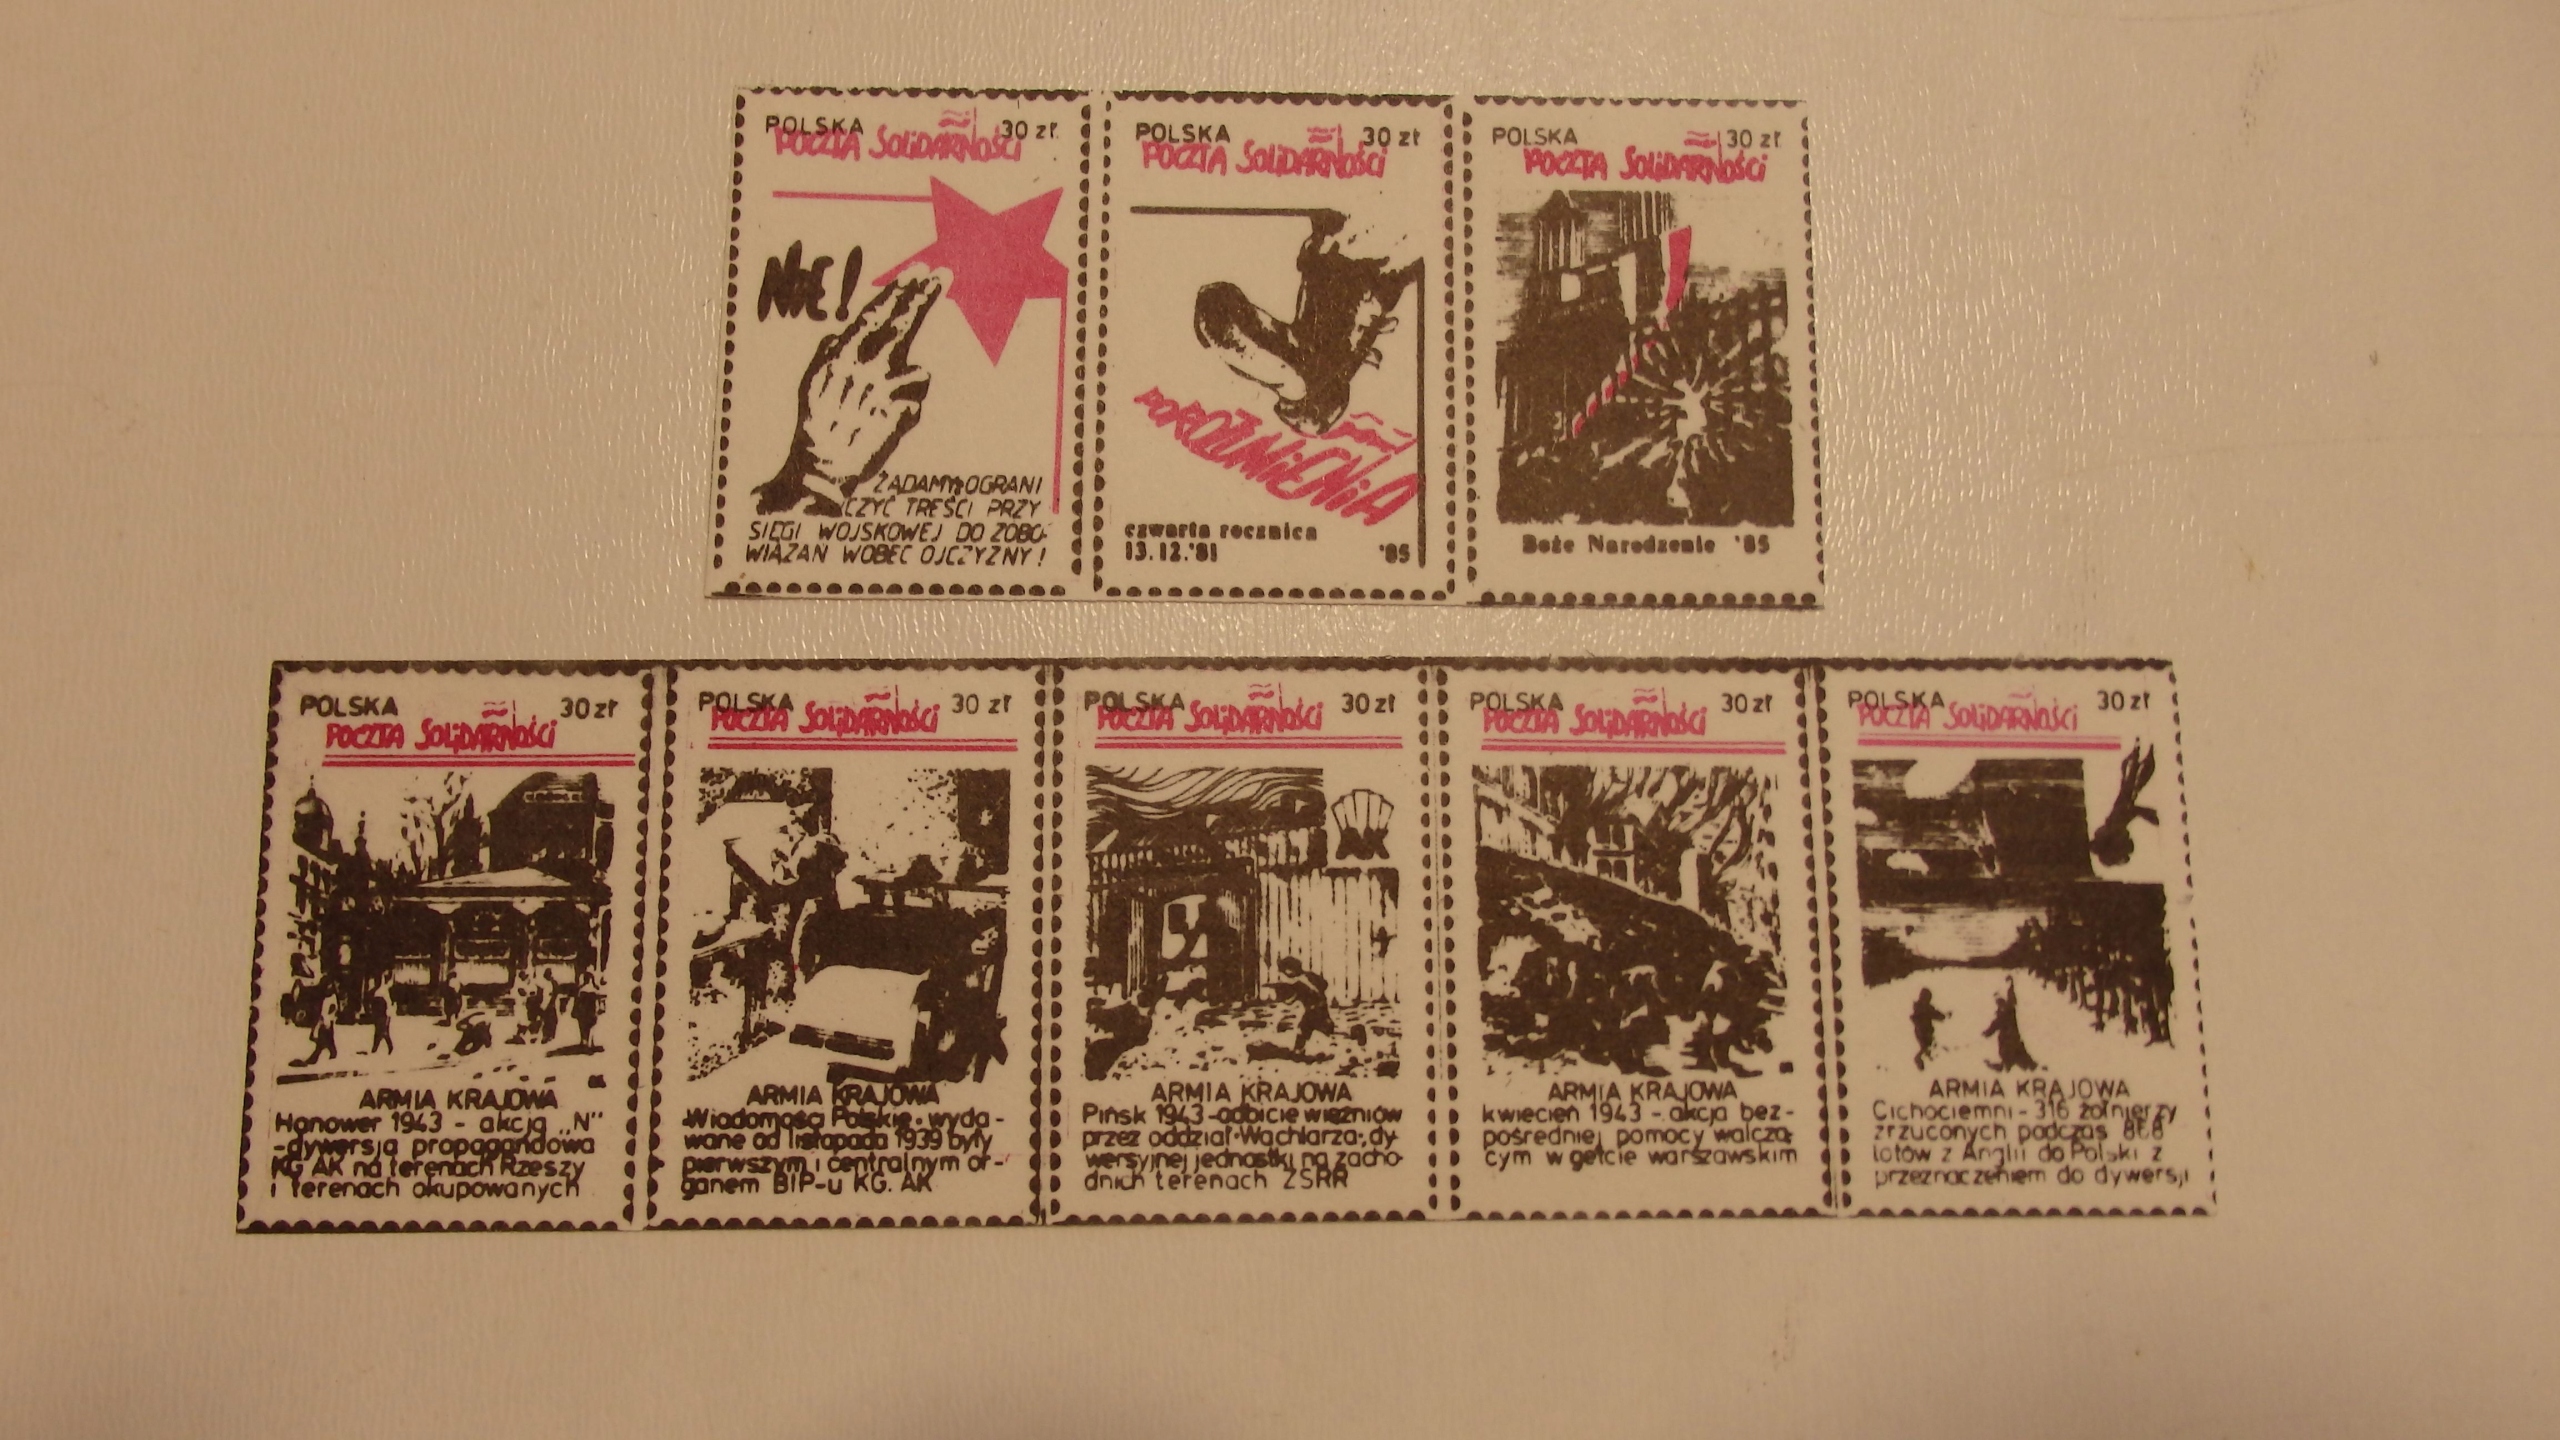 POLSKA 30 zł
POCZTA SOLiDARNOŚCi
NIE!
ŻĄDAMY OGRANI
CZYĆ TREŚCI PRZY
SIĘGI WOJSKOWEJ DO ZOBO-
WIĄZAŃ WOBEC OJCZYZNY!
POLSKA 30 zł
POCZTA SOLiDARNOŚCi
POROZUMiENiA
czwarta rocznica
13.12.'81 '85
POLSKA 30 zł
POCZTA SOLiDARNOŚCi
Boże Narodzenie '85
POLSKA 30 zł
POCZTA SOLiDARNOŚCi
ARMIA KRAJOWA
Hanower 1943 - akcja „N"
-dywersja propagandowa
KG AK na terenach Rzeszy
i terenach okupowanych
POLSKA 30 zł
POCZTA SOLiDARNOŚCi
ARMIA KRAJOWA
Wiadomości Polskie - wyda-
wane od listopada 1939 były
pierwszym i centralnym or-
ganem BIP-u KG. AK
POLSKA 30 zł
POCZTA SOLiDARNOŚCi
ARMIA KRAJOWA
Pińsk 1943 - odbicie więźniów
przez oddział "Wachlarza", dy-
wersyjnej jednostki na zacho-
dnich terenach ZSRR
POLSKA 30 zł
POCZTA SOLiDARNOŚCi
ARMIA KRAJOWA
kwiecień 1943 - akcja bez-
pośredniej pomocy walczą-
cym w getcie warszawskim
POLSKA 30 zł
POCZTA SOLiDARNOŚCi
ARMIA KRAJOWA
Cichociemni - 316 żołnierzy
zrzuconych podczas 868
lotów z Anglii do Polski z
przeznaczeniem do dywersji